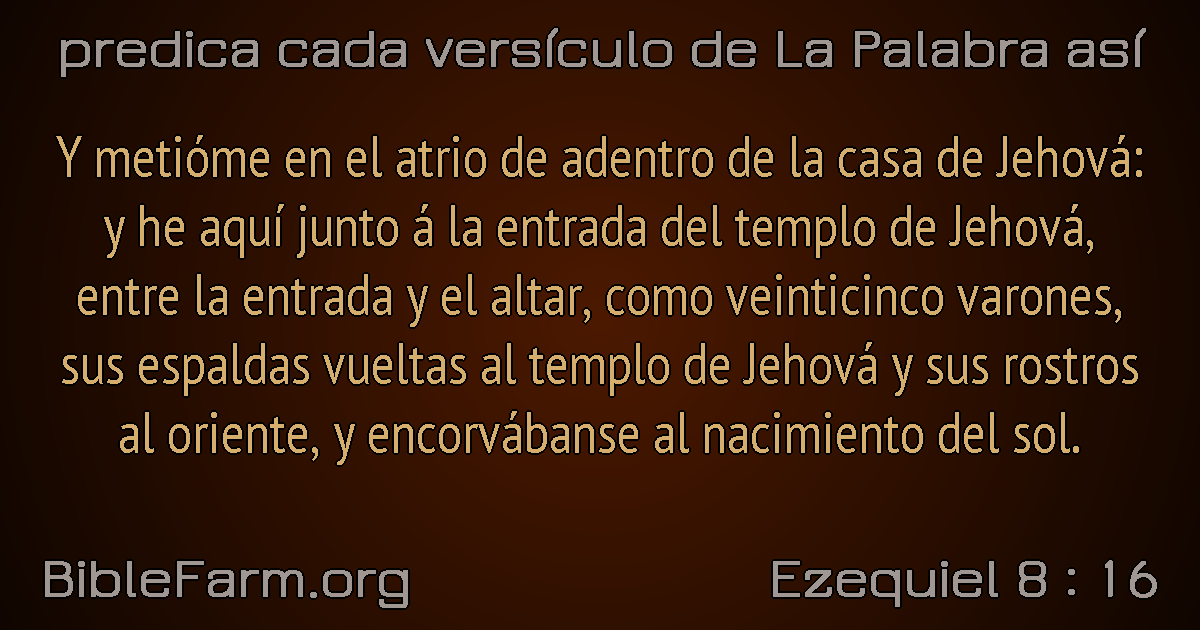 predica cada versículo de La Palabra así
Y metióme en el atrio de adentro de la casa de Jehová:
y he aquí junto á la entrada del templo de Jehová,
entre la entrada y el altar, como veinticinco varones,
sus espaldas vueltas al templo de Jehová y sus rostros
al oriente, y encorvábanse al nacimiento del sol.
BibleFarm.org
Ezequiel 8 : 16